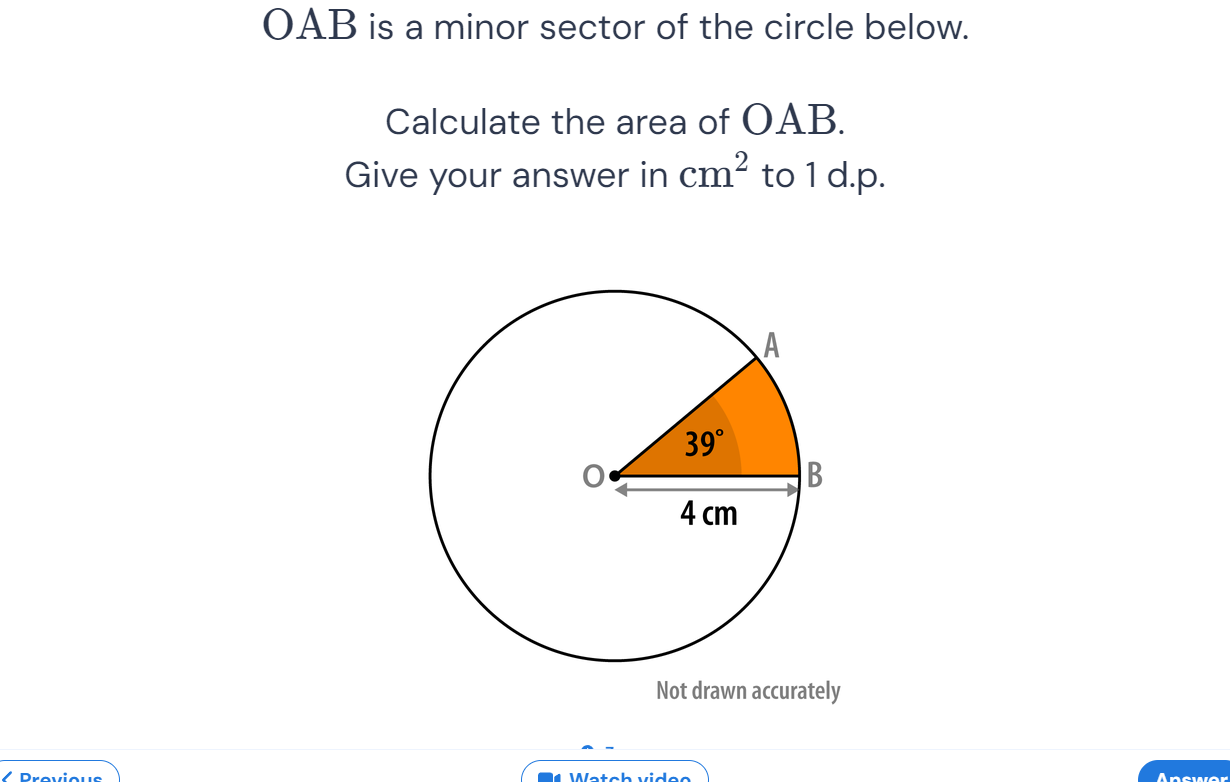 OAB is a minor sector of the circle below.
Calculate the area of OAB.
Give your answer in cm² to 1 d.p.
A
39°
O
B
4 cm
Not drawn accurately
Previous
Watch video
Answer